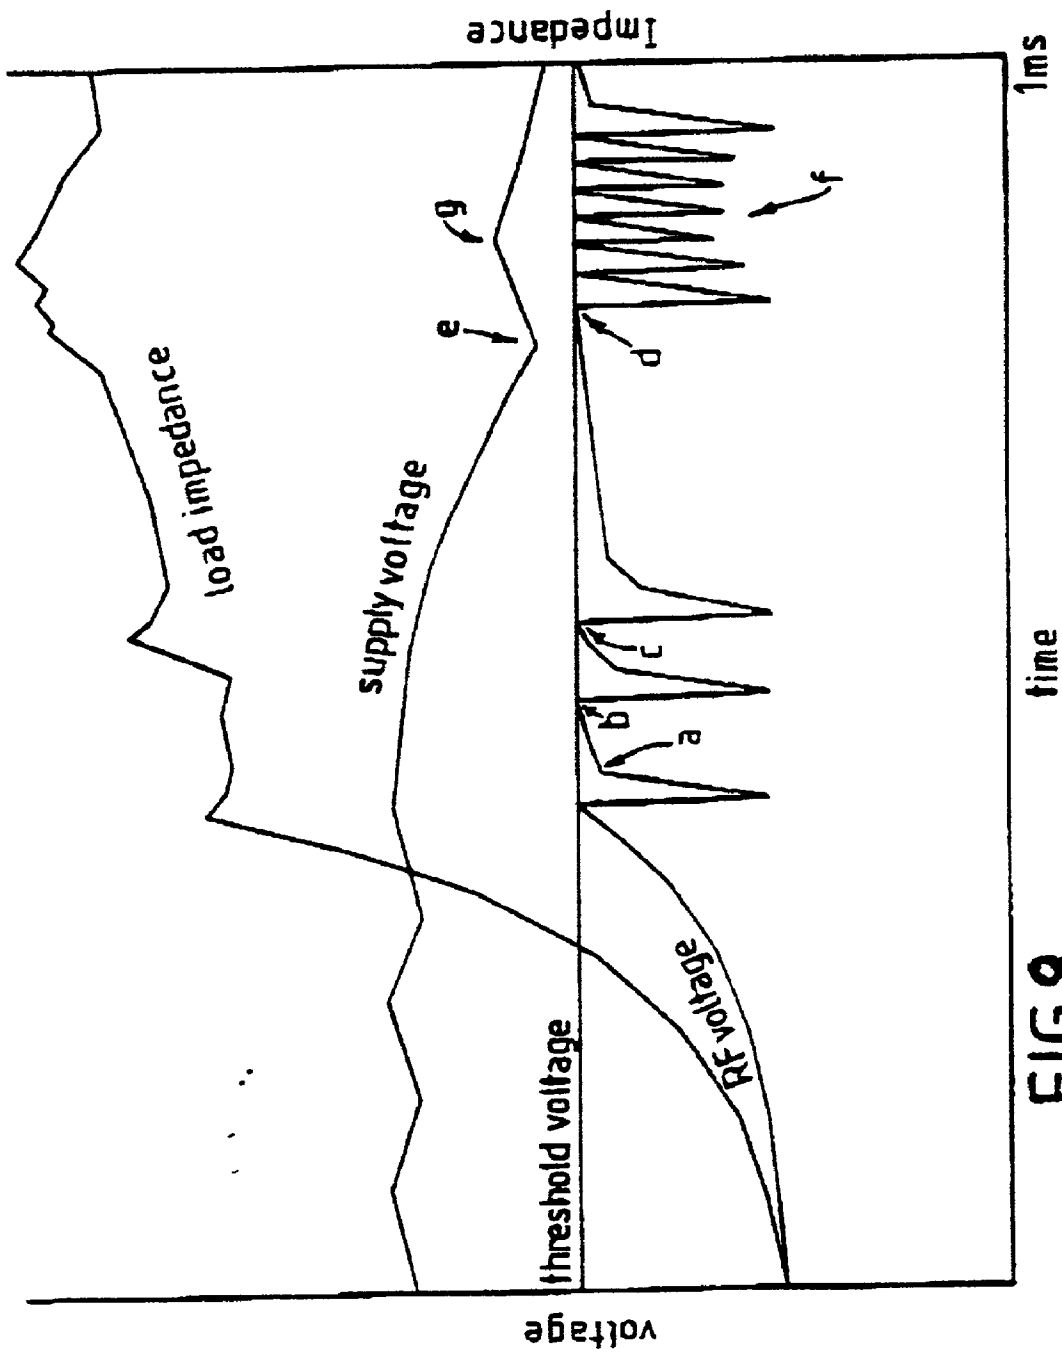 Impedance
load impedance
supply voltage
g
e
threshold voltage
RF voltage
a
b
c
d
f
voltage
time
1ms